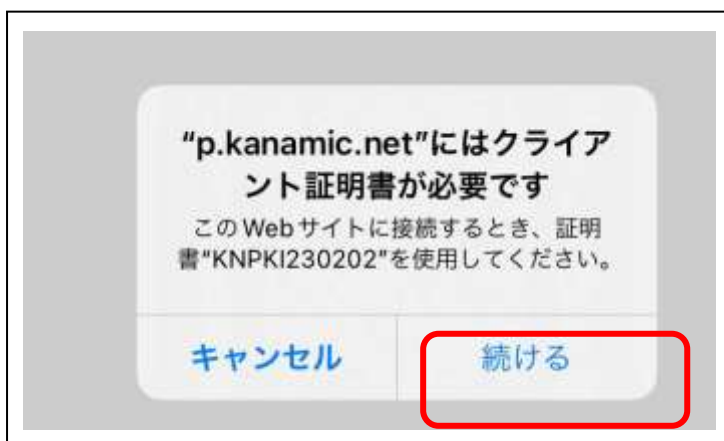 “p.kanamic.net”にはクライア
ント証明書が必要です
このWebサイトに接続するとき、証明
書“KNPKI230202”を使用してください。
キャンセル 続ける